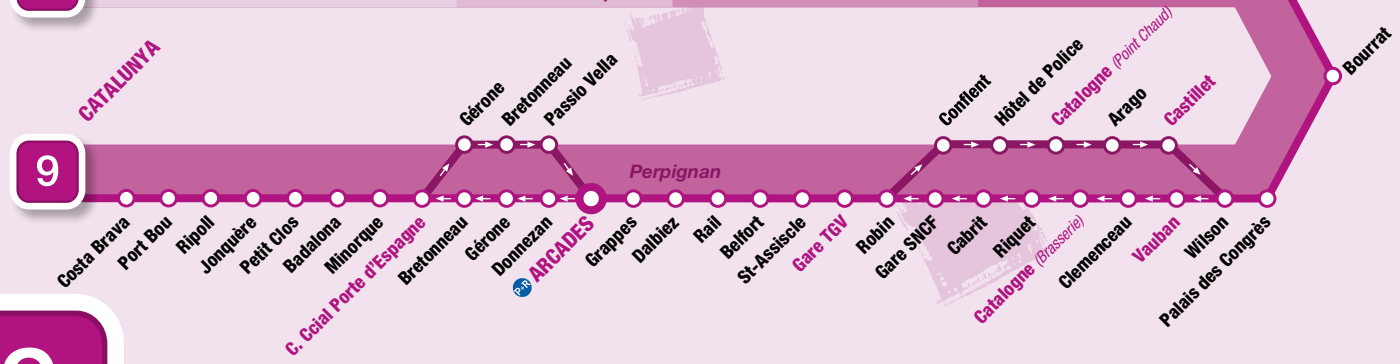 CATALUNYA
9
Perpignan
Gérone
Bretonneau
Passio Vella
Conflent
Hôtel de Police
Catalogne (Point Chaud)
Arago
Castillet
Bourrat
Costa Brava
Port Bou
Ripoll
Jonquère
Petit Clos
Badalona
Minorque
C. Ccial Porte d'Espagne
Bretonneau
Gérone
Donnezan
P+R ARCADES
Grappes
Dalbiez
Rail
Belfort
St-Assiscle
Gare TGV
Robin
Gare SNCF
Cabrit
Riquet
Catalogne (Brasserie)
Clemenceau
Vauban
Wilson
Palais des Congrès